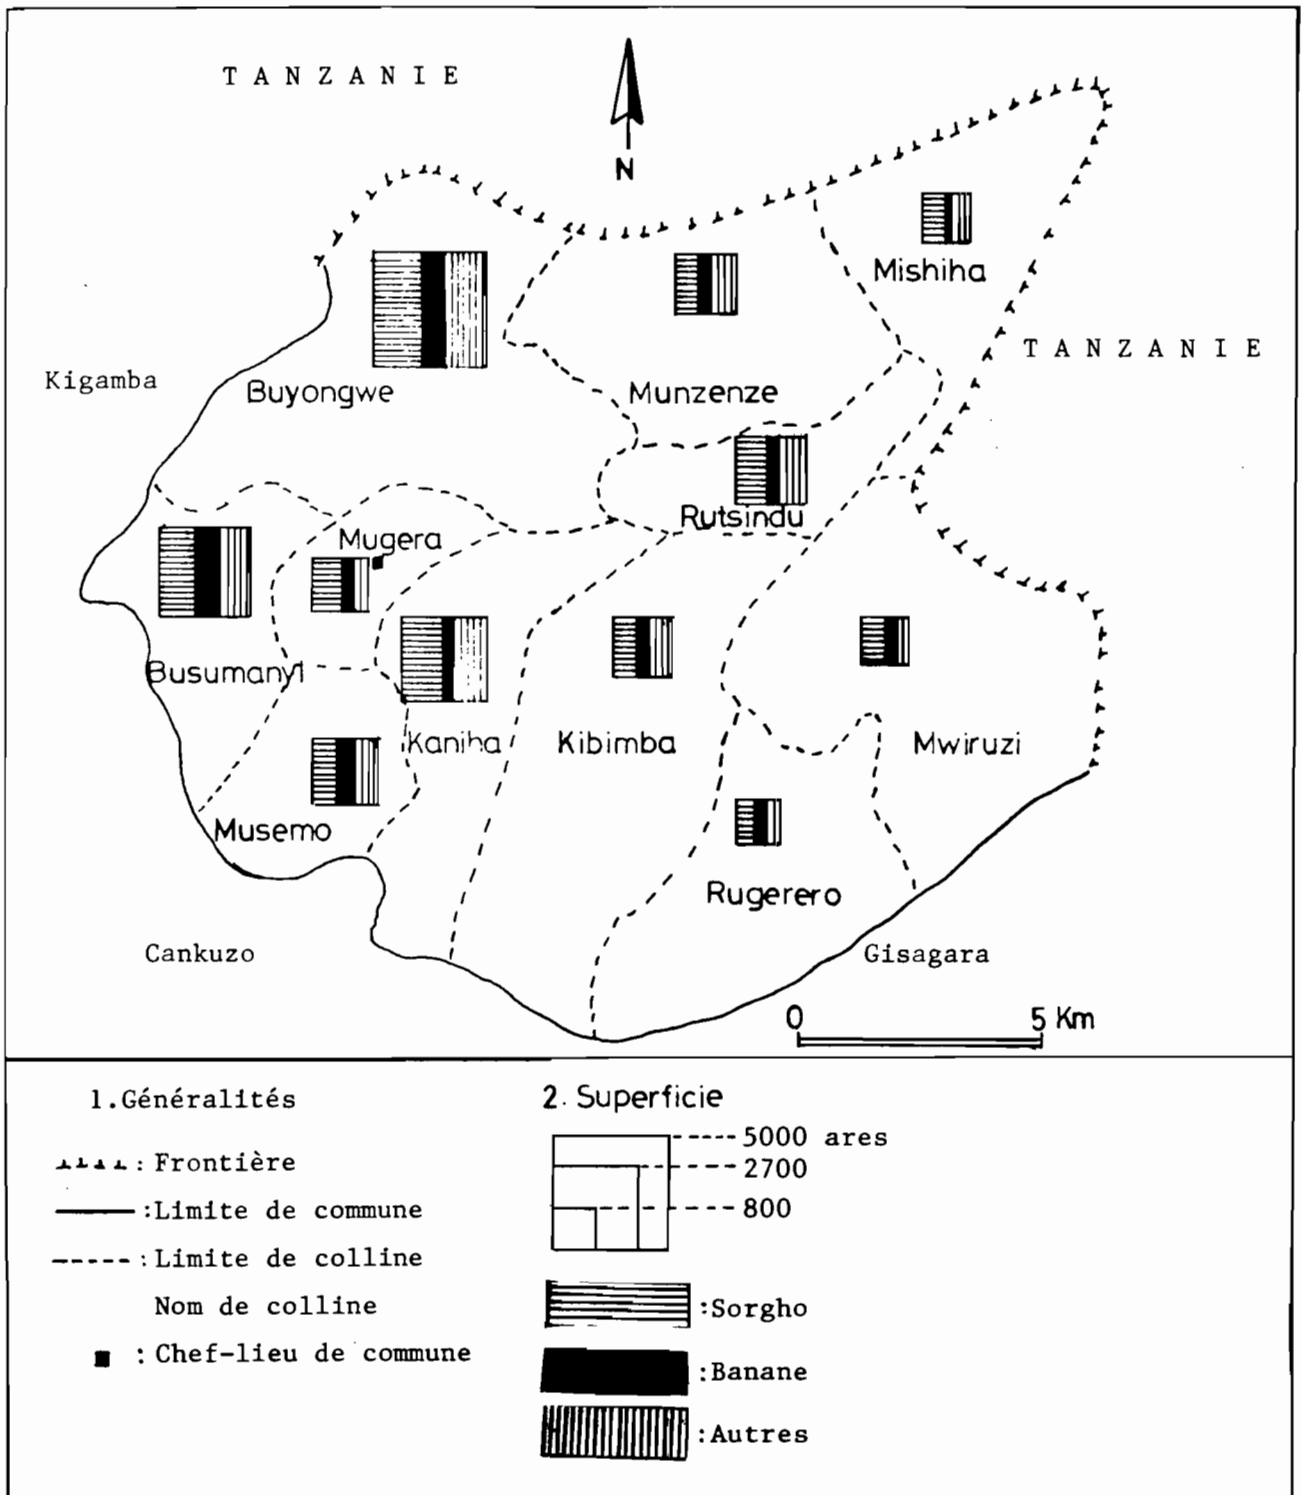 TANZANIE
N
Mishiha
TANZANIE
Kigamba
Buyongwe
Munzenze
Rutsindu
Mugera
Busumanyi
Kaniha
Kibimba
Mwiruzi
Musemo
Rugerero
Cankuzo
Gisagara
0 5 Km
1.Généralités
: Frontière
:Limite de commune
:Limite de colline
Nom de colline
: Chef-lieu de commune
2. Superficie
5000 ares
2700
800
:Sorgho
:Banane
:Autres